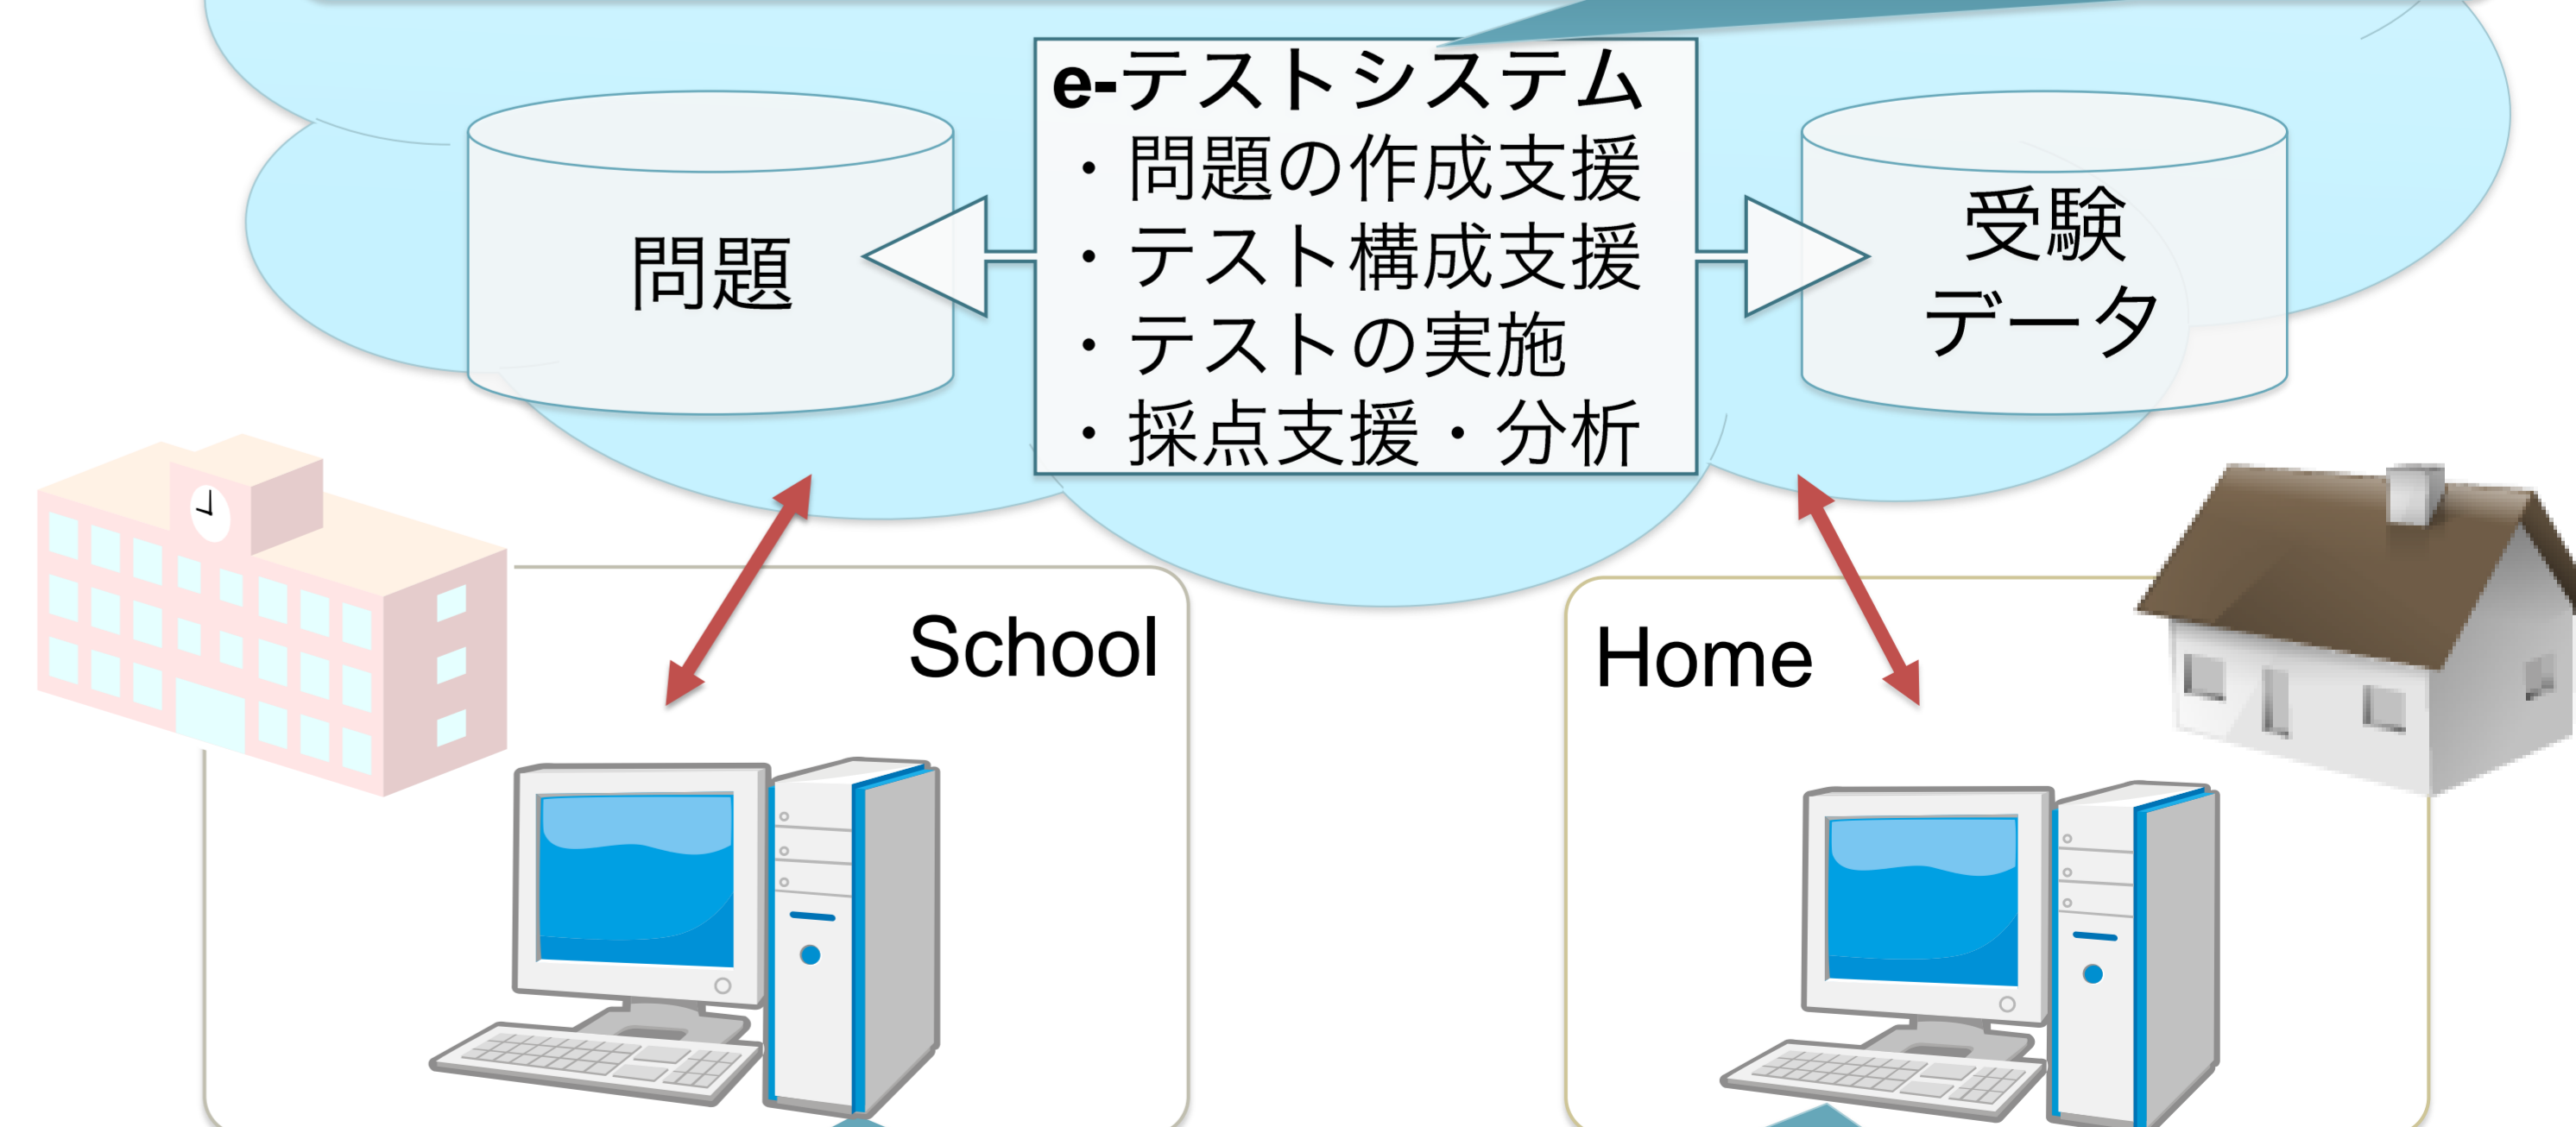 e-テストシステム
・問題の作成支援
・テスト構成支援
・テストの実施
・採点支援・分析
問題
受験
データ
School
Home